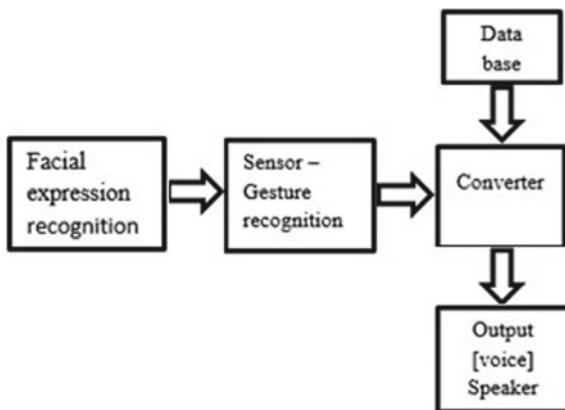 Data
base
Facial
expression
recognition
Sensor –
Gesture
recognition
Converter
Output
[voice]
Speaker